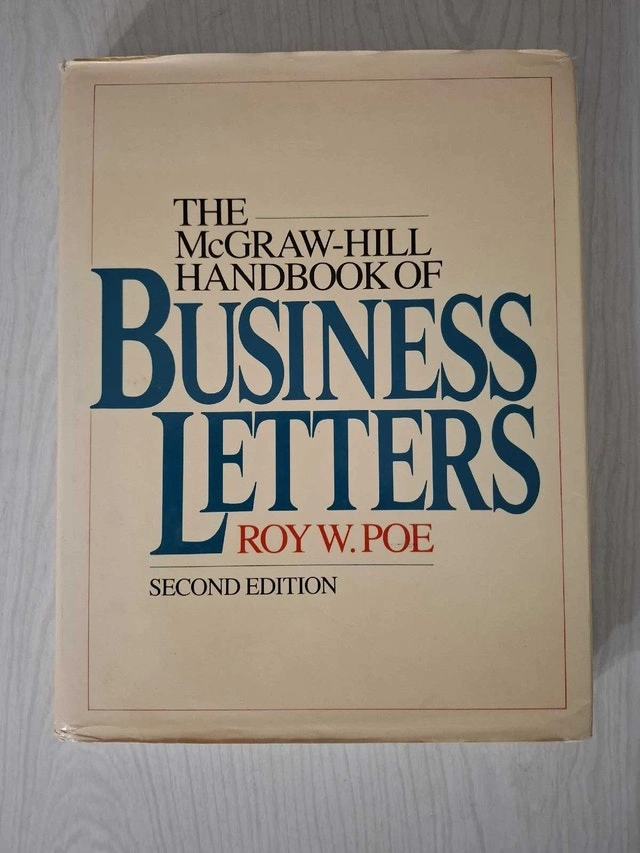 THE
McGRAW-HILL
HANDBOOK OF
BUSINESS
LETTERS
ROY W. POE
SECOND EDITION